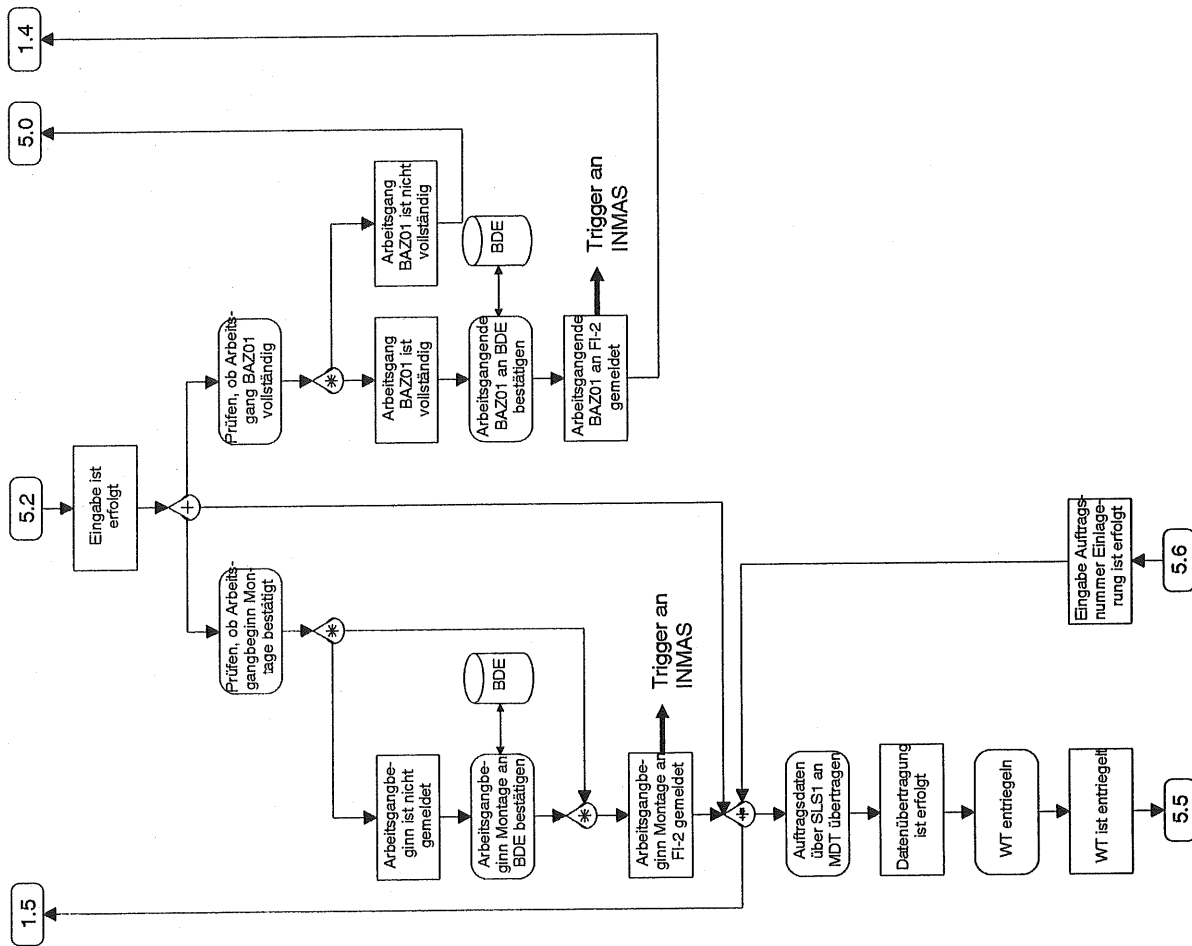 5.2
Eingabe ist
erfolgt
+
Prüfen, ob Arbeits-
gangbeginn Mon-
tage bestätigt
*
Arbeitsgangbe-
ginn ist nicht
gemeldet
Arbeitsgangbe-
ginn Montage an
BDE bestätigen
BDE
*
Arbeitsgangbe-
ginn Montage an
FI-2 gemeldet
Trigger an
INMAS
Prüfen, ob Arbeits-
gang BAZ01
vollständig
*
Arbeitsgang
BAZ01 ist
vollständig
Arbeitsgang
BAZ01 ist nicht
vollständig
Arbeitsgangende
BAZ01 an BDE
bestätigen
BDE
Arbeitsgangende
BAZ01 an FI-2
gemeldet
Trigger an
INMAS
5.0
1.4
1.5
Auftragsdaten
über SLS1 an
MDT übertragen
Datenübertragung
ist erfolgt
WT entriegeln
WT ist entriegelt
5.5
Eingabe Auftrags-
nummer Einlage-
rung ist erfolgt
5.6